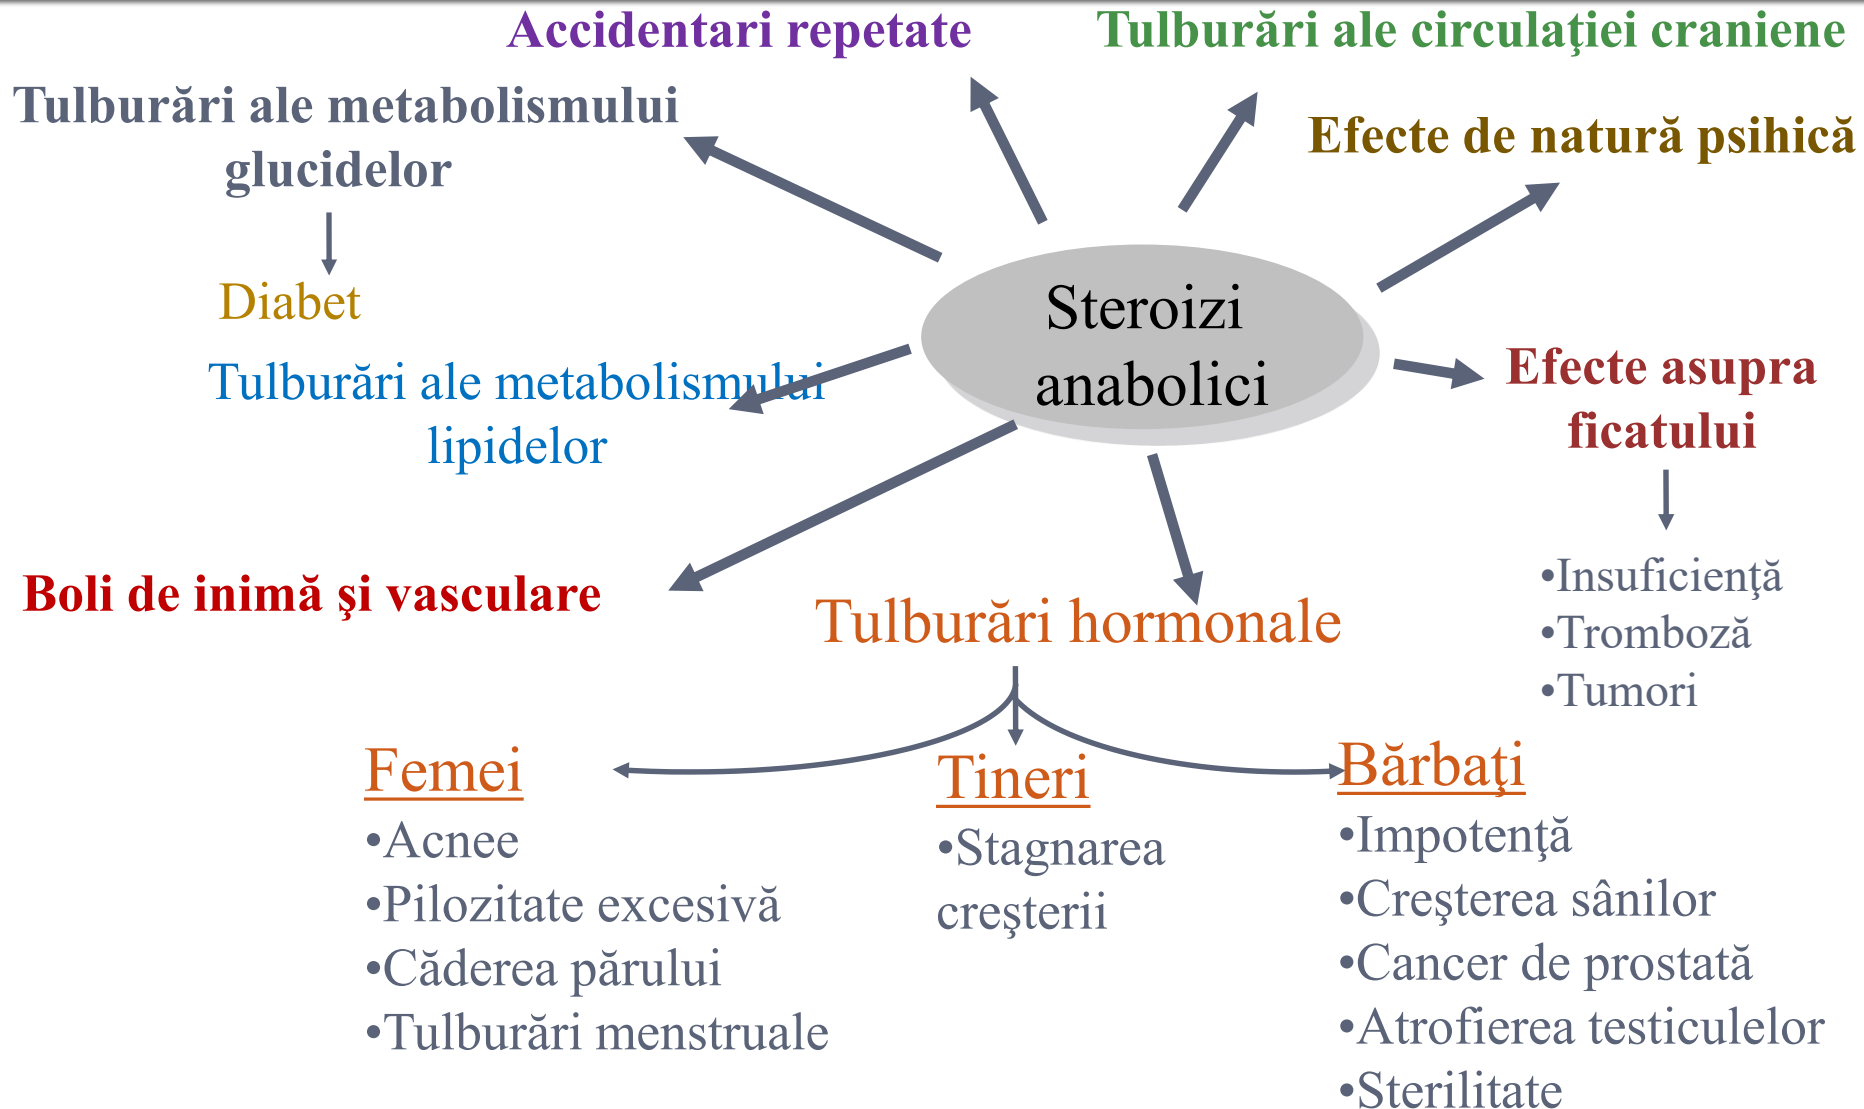 Accidentari repetate
Tulburări ale circulaţiei craniene
Tulburări ale metabolismului
glucidelor
Efecte de natură psihică
Diabet
Steroizi
anabolici
Tulburări ale metabolismului
lipidelor
Efecte asupra
ficatului
•Insuficienţă
•Tromboză
•Tumori
Boli de inimă şi vasculare
Tulburări hormonale
Femei
•Acnee
•Pilozitate excesivă
•Căderea părului
•Tulburări menstruale
Tineri
•Stagnarea
creşterii
Bărbaţi
•Impotenţă
•Creşterea sânilor
•Cancer de prostată
•Atrofierea testiculelor
•Sterilitate